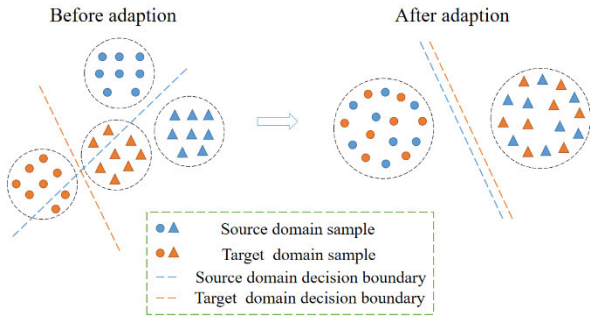 Before adaption
After adaption
Source domain sample
Target domain sample
Source domain decision boundary
Target domain decision boundary